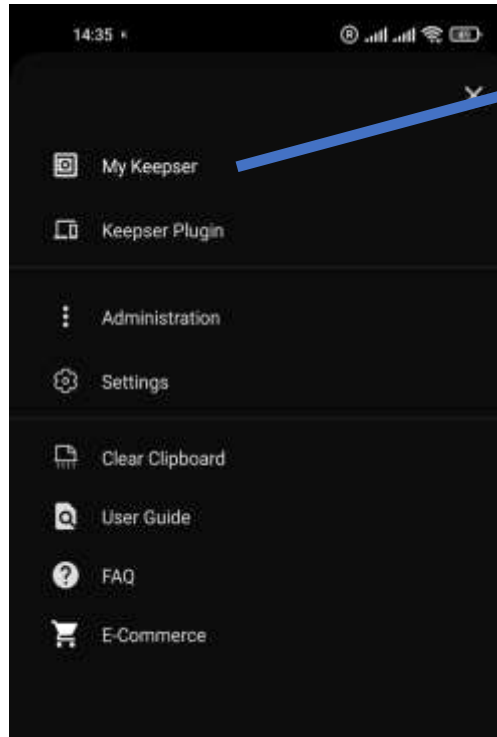 14:35
My Keepser
Keepser Plugin
Administration
Settings
Clear Clipboard
User Guide
FAQ
E-Commerce